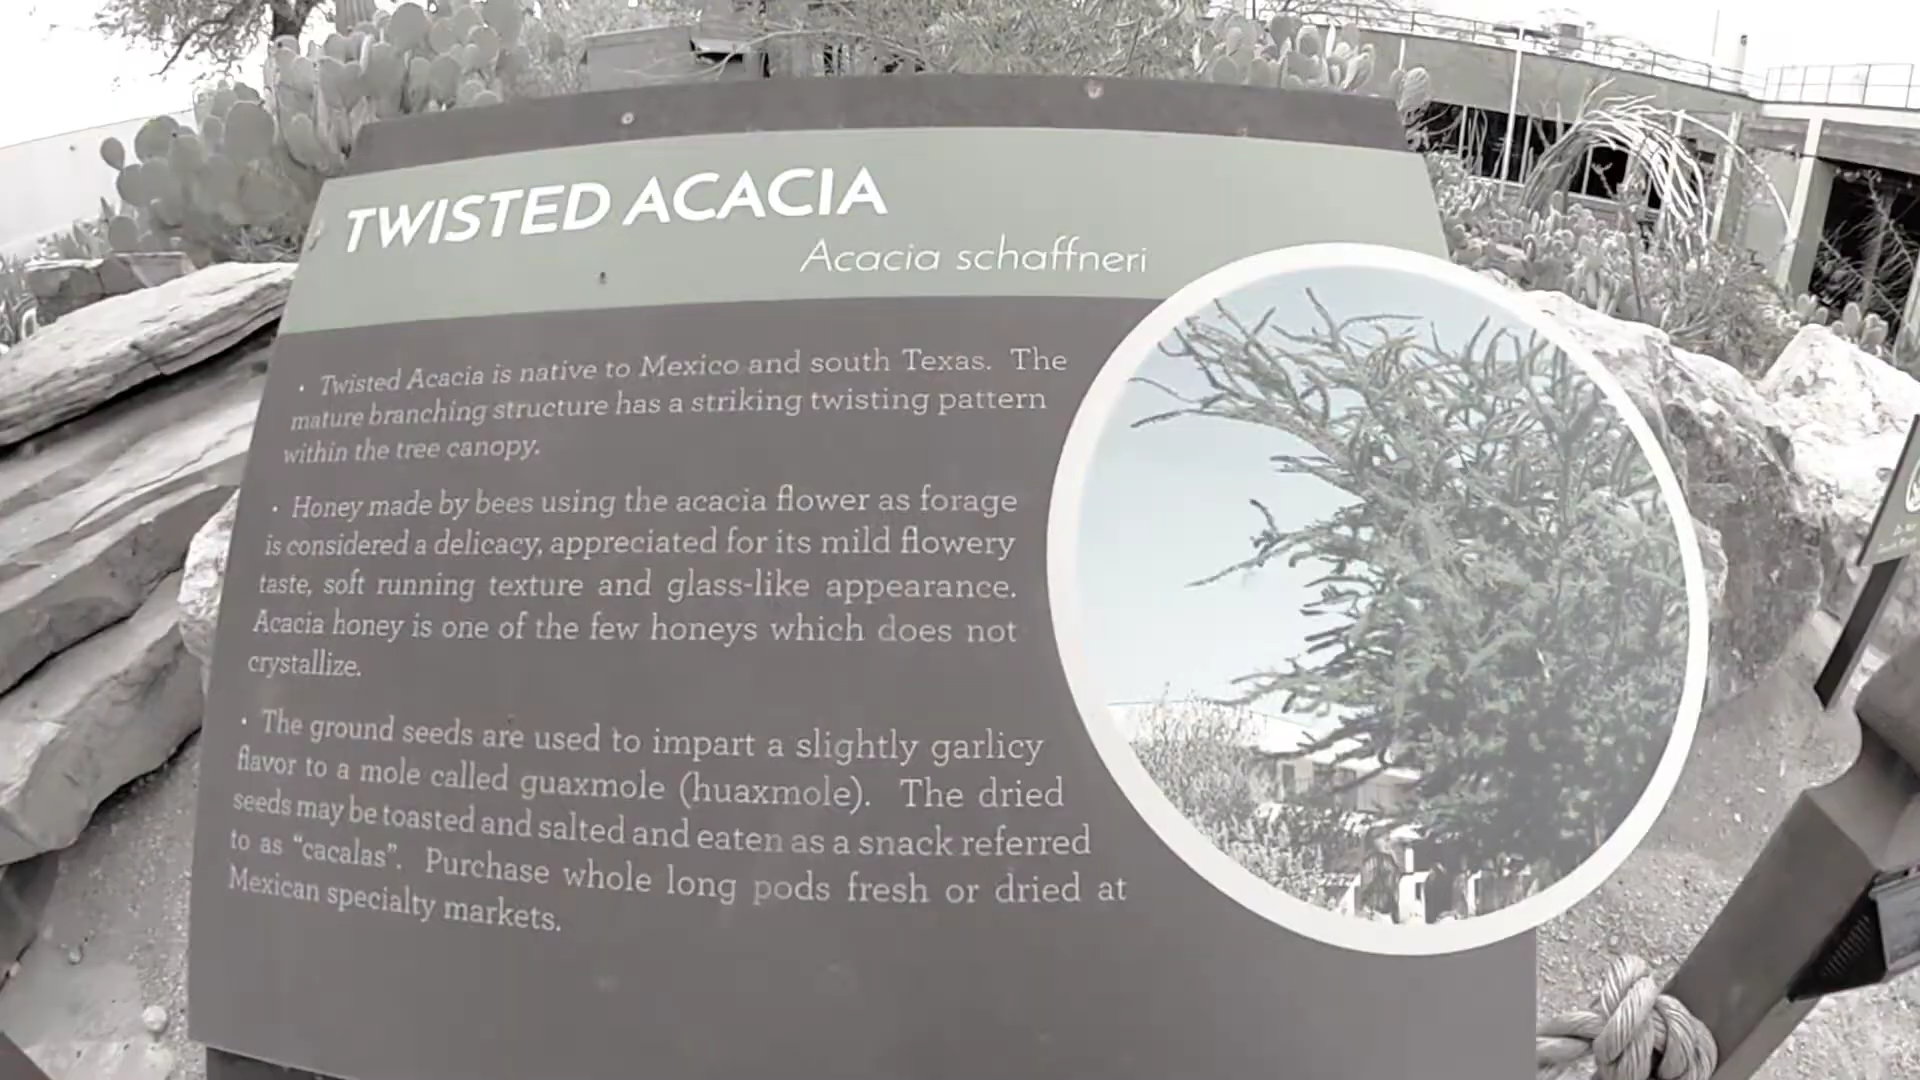 TWISTED ACACIA
Acacia schaffneri
· Twisted Acacia is native to Mexico and south Texas. The
mature branching structure has a striking twisting pattern
within the tree canopy.
· Honey made by bees using the acacia flower as forage
is considered a delicacy, appreciated for its mild flowery
taste, soft running texture and glass-like appearance.
Acacia honey is one of the few honeys which does not
crystallize.
· The ground seeds are used to impart a slightly garlicy
flavor to a mole called guaxmole (huaxmole). The dried
seeds may be toasted and salted and eaten as a snack referred
to as “cacalas”. Purchase whole long pods fresh or dried at
Mexican specialty markets.